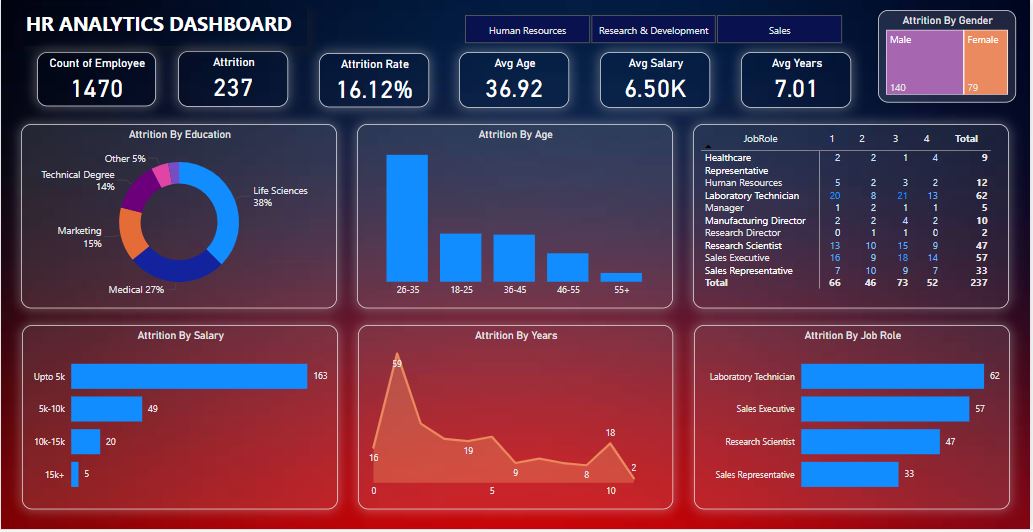 HR ANALYTICS DASHBOARD
Human Resources
Research & Development
Sales
Attrition By Gender
Male
Female
140
79
Count of Employee
1470
Attrition
237
Attrition Rate
16.12%
Avg Age
36.92
Avg Salary
6.50K
Avg Years
7.01
Attrition By Education
Other 5%
Technical Degree
14%
Life Sciences
38%
Marketing
15%
Medical 27%
Attrition By Age
26-35
18-25
36-45
46-55
55+
JobRole 1 2 3 4 Total
Healthcare 2 2 1 4 9
Representative
Human Resources 5 2 3 2 12
Laboratory Technician 20 8 21 13 62
Manager 1 2 1 1 5
Manufacturing Director 2 2 4 2 10
Research Director 0 1 1 0 2
Research Scientist 13 10 15 9 47
Sales Executive 16 9 18 14 57
Sales Representative 7 10 9 7 33
Total 66 46 73 52 237
Attrition By Salary
Upto 5k 163
5k-10k 49
10k-15k 20
15k+ 5
Attrition By Years
59
16
19
9
8
18
2
0 5 10
Attrition By Job Role
Laboratory Technician 62
Sales Executive 57
Research Scientist 47
Sales Representative 33